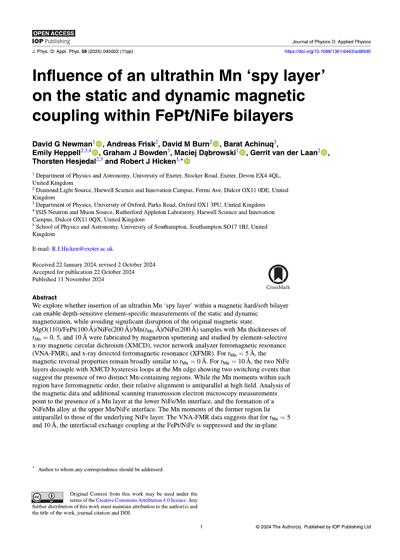 OPEN ACCESS
IOP Publishing
Journal of Physics D: Applied Physics
J. Phys. D: Appl. Phys. 58 (2025) 045002 (11pp)
https://doi.org/10.1088/1361-6463/ad89d0
Influence of an ultrathin Mn ‘spy layer’
on the static and dynamic magnetic
coupling within FePt/NiFe bilayers
David G Newman1, Andreas Frisk2, David M Burn2, Barat Achinuq3,
Emily Heppell2,3,4, Graham J Bowden5, Maciej Dąbrowski1, Gerrit van der Laan2,
Thorsten Hesjedal2,3 and Robert J Hicken1,*
1 Department of Physics and Astronomy, University of Exeter, Stocker Road, Exeter, Devon EX4 4QL,
United Kingdom
2 Diamond Light Source, Harwell Science and Innovation Campus, Fermi Ave, Didcot OX11 0DE, United
Kingdom
3 Department of Physics, University of Oxford, Parks Road, Oxford OX1 3PU, United Kingdom
4 ISIS Neutron and Muon Source, Rutherford Appleton Laboratory, Harwell Science and Innovation
Campus, Didcot OX11 0QX, United Kingdom
5 School of Physics and Astronomy, University of Southampton, Southampton SO17 1BJ, United
Kingdom
E-mail: R.J.Hicken@exeter.ac.uk
Received 22 January 2024, revised 2 October 2024
Accepted for publication 22 October 2024
Published 11 November 2024
CrossMark
Abstract
We explore whether insertion of an ultrathin Mn ‘spy layer’ within a magnetic hard/soft bilayer
can enable depth-sensitive element-specific measurements of the static and dynamic
magnetization, while avoiding significant disruption of the original magnetic state.
MgO(110)/FePt(100 Å)/NiFe(200 Å)/Mn(tMn Å)/NiFe(200 Å) samples with Mn thicknesses of
tMn = 0, 5, and 10 Å were fabricated by magnetron sputtering and studied by element-selective
x-ray magnetic circular dichroism (XMCD), vector network analyzer ferromagnetic resonance
(VNA-FMR), and x-ray detected ferromagnetic resonance (XFMR). For tMn = 5 Å, the
magnetic reversal properties remain broadly similar to tMn = 0 Å. For tMn = 10 Å, the two NiFe
layers decouple with XMCD hysteresis loops at the Mn edge showing two switching events
that suggest the presence of two distinct Mn-containing regions. While the Mn moments within each
region have ferromagnetic order, their relative alignment is antiparallel at high field. Analysis of
the magnetic data and additional scanning transmission electron microscopy measurements
point to the presence of a Mn layer at the lower NiFe/Mn interface, and the formation of a
NiFeMn alloy at the upper Mn/NiFe interface. The Mn moments of the former region lie
antiparallel to those of the underlying NiFe layer. The VNA-FMR data suggests that for tMn = 5
and 10 Å, the interfacial exchange coupling at the FePt/NiFe is suppressed and the in-plane
* Author to whom any correspondence should be addressed.
Original Content from this work may be used under the
terms of the Creative Commons Attribution 4.0 licence. Any
further distribution of this work must maintain attribution to the author(s) and
the title of the work, journal citation and DOI.
1
© 2024 The Author(s). Published by IOP Publishing Ltd